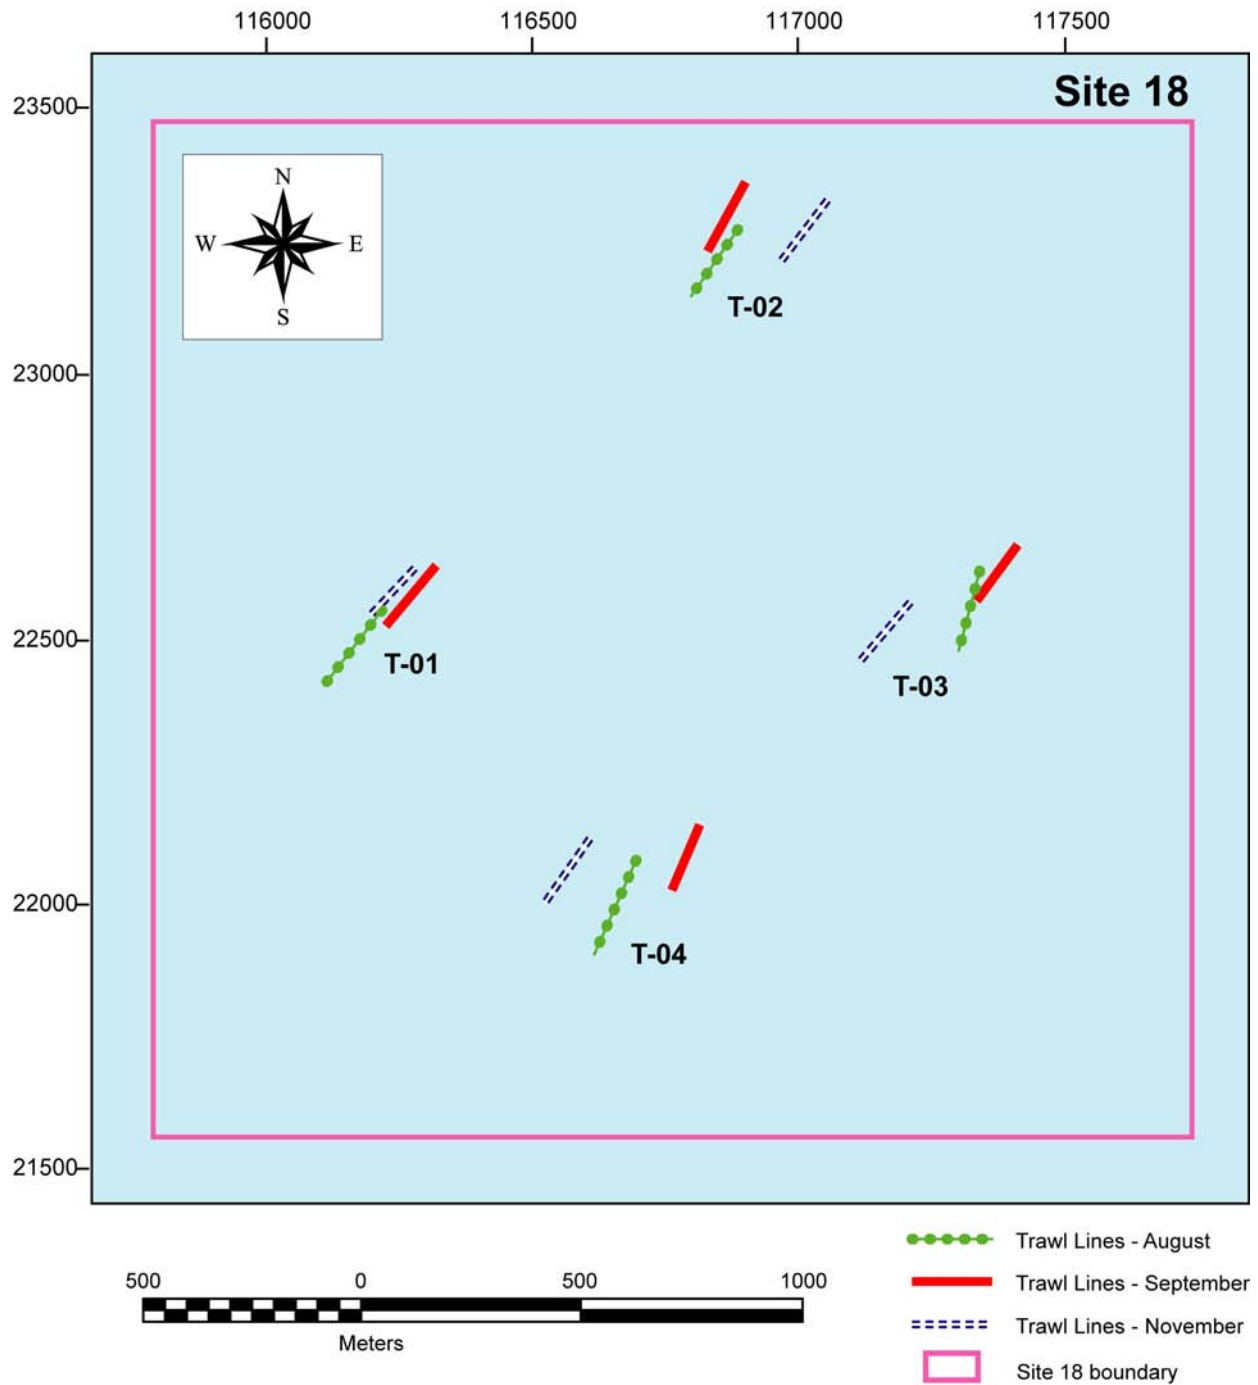 116000 116500 117000 117500
Site 18
23500
N
W E
S
T-02
23000
22500
T-01
T-03
22000
T-04
21500
500 0 500 1000
Meters
Trawl Lines - August
Trawl Lines - September
Trawl Lines - November
Site 18 boundary